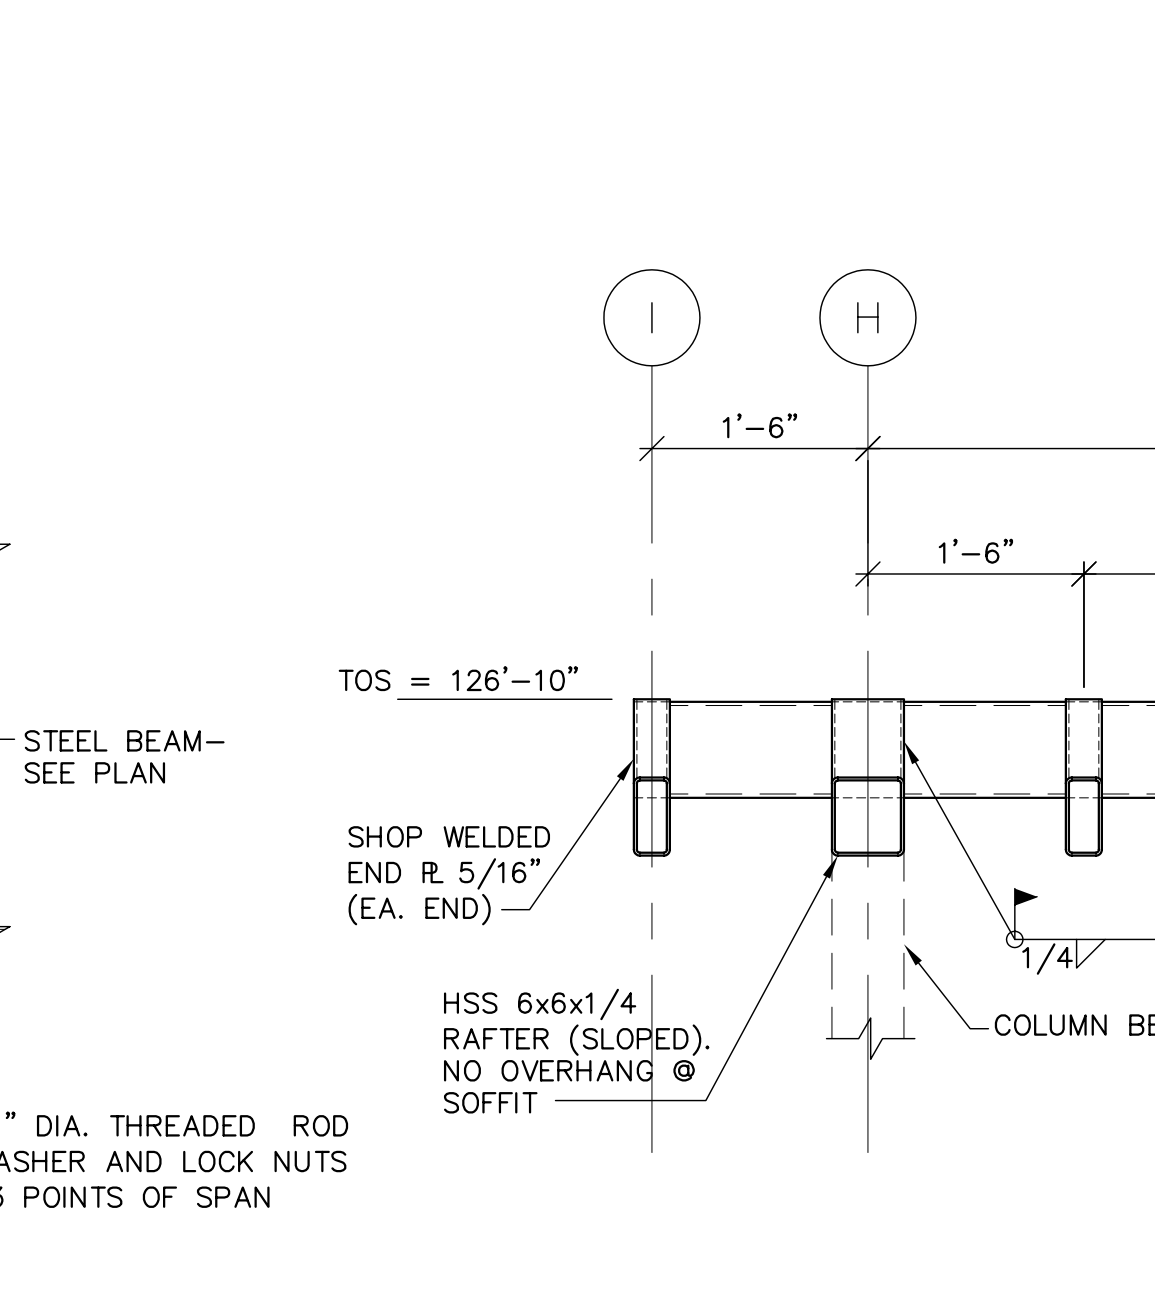 I
H
1'-6"
1'-6"
TOS = 126'-10"
STEEL BEAM-
SEE PLAN
SHOP WELDED
END ⅊ 5/16"
(EA. END)
1/4
HSS 6x6x1/4
RAFTER (SLOPED).
NO OVERHANG @
SOFFIT
COLUMN
" DIA. THREADED ROD
AND LOCK NUTS
POINTS OF SPAN